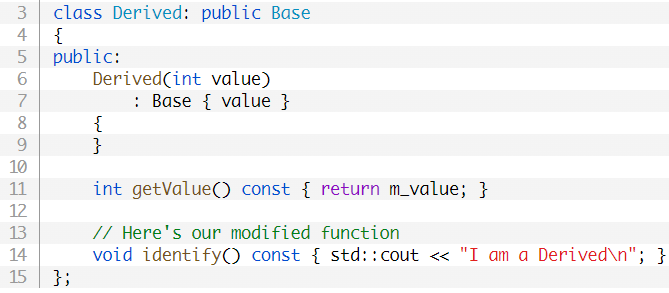 3 class Derived: public Base
4 {
5 public:
6     Derived(int value)
7         : Base { value }
8     {
9     }
10
11     int getValue() const { return m_value; }
12
13     // Here's our modified function
14     void identify() const { std::cout << "I am a Derived\n"; }
15 };